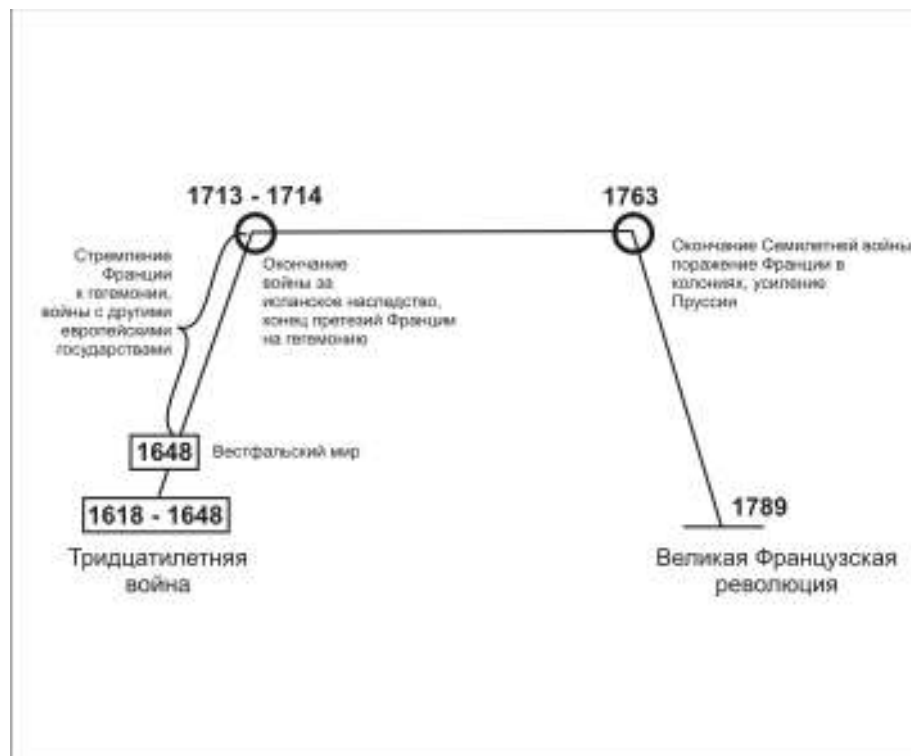 1713 - 1714
1763
Стремление
Франции
к гегемонии,
войны с другими
европейскими
государствами
Окончание
войны за
испанское наследство,
конец претезий Франции
на гегемонию
Окончание Семилетней войны
поражение Франции в
колониях, усиление
Пруссии
1648
Вестфальский мир
1618 - 1648
Тридцатилетняя
война
1789
Великая Французская
революция